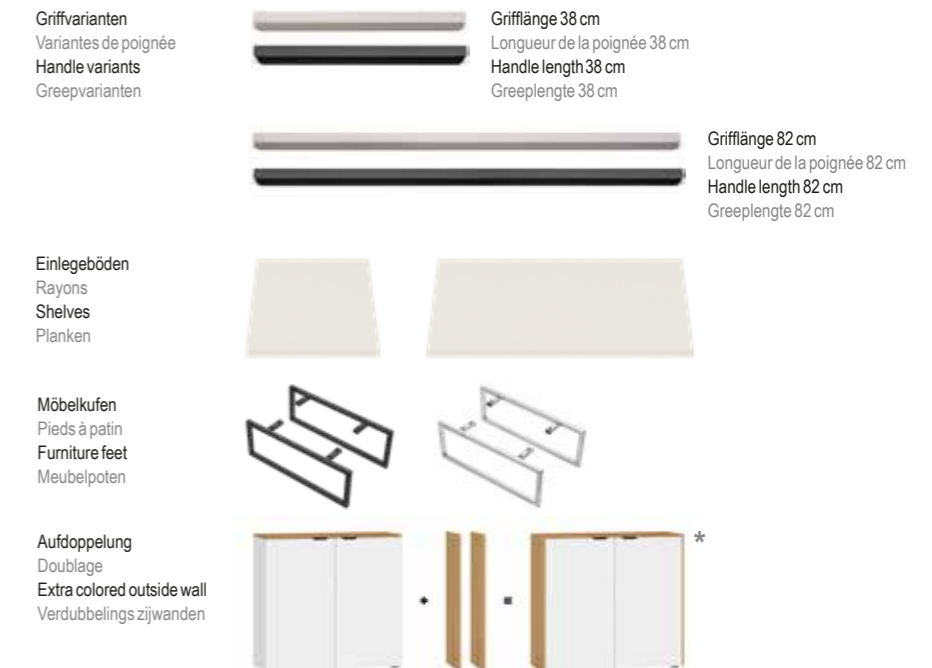 Griffvarianten
Variantes de poignée
Handle variants
Greepvarianten
Grifflänge 38 cm
Longueur de la poignée 38 cm
Handle length 38 cm
Greeplengte 38 cm
Grifflänge 82 cm
Longueur de la poignée 82 cm
Handle length 82 cm
Greeplengte 82 cm
Einlegeböden
Rayons
Shelves
Planken
Möbelkufen
Pieds à patin
Furniture feet
Meubelpoten
Aufdoppelung
Doublage
Extra colored outside wall
Verdubbelings zijwanden
+ = *